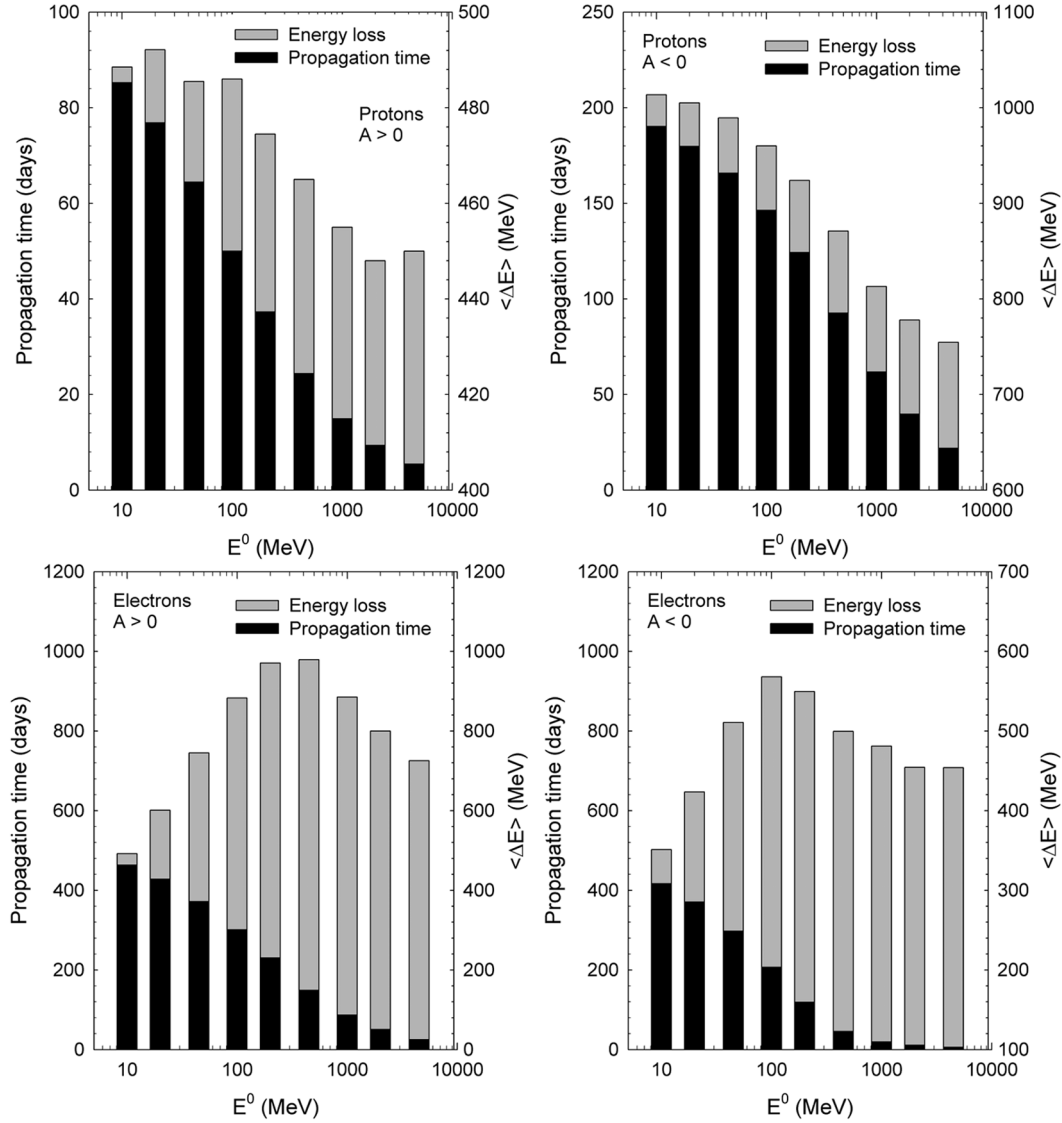 100
80
60
40
20
0
Propagation time (days)
Energy loss
Propagation time
Protons
A > 0
500
480
460
440
420
400
<ΔE> (MeV)
10
100
1000
10000
E⁰ (MeV)
250
200
150
100
50
0
Propagation time (days)
Protons
A < 0
Energy loss
Propagation time
1100
1000
900
800
700
600
<ΔE> (MeV)
10
100
1000
10000
E⁰ (MeV)
1200
1000
800
600
400
200
0
Propagation time (days)
Electrons
A > 0
Energy loss
Propagation time
1200
1000
800
600
400
200
0
<ΔE> (MeV)
10
100
1000
10000
E⁰ (MeV)
1200
1000
800
600
400
200
0
Propagation time (days)
Electrons
A < 0
Energy loss
Propagation time
700
600
500
400
300
200
100
<ΔE> (MeV)
10
100
1000
10000
E⁰ (MeV)